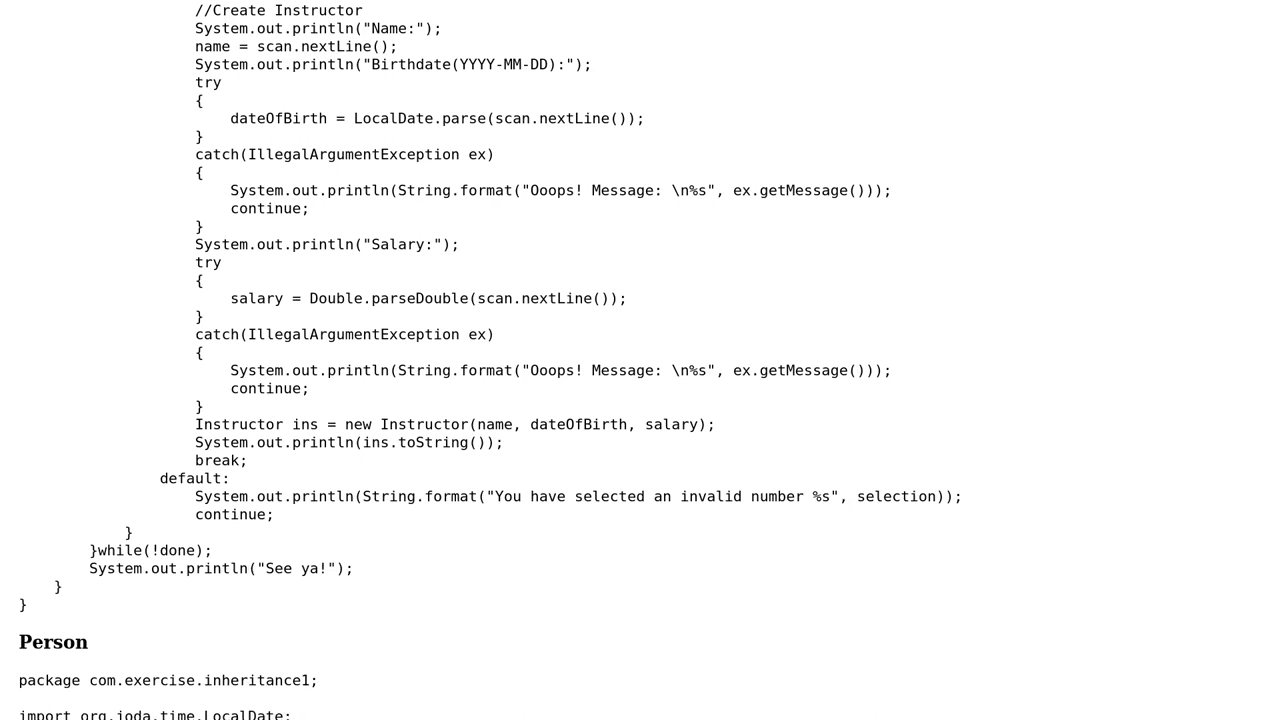 //Create Instructor
System.out.println("Name:");
name = scan.nextLine();
System.out.println("Birthdate(YYYY-MM-DD):");
try
{
dateOfBirth = LocalDate.parse(scan.nextLine());
}
catch(IllegalArgumentException ex)
{
System.out.println(String.format("Ooops! Message: \n%s", ex.getMessage()));
continue;
}
System.out.println("Salary:");
try
{
salary = Double.parseDouble(scan.nextLine());
}
catch(IllegalArgumentException ex)
{
System.out.println(String.format("Ooops! Message: \n%s", ex.getMessage()));
continue;
}
Instructor ins = new Instructor(name, dateOfBirth, salary);
System.out.println(ins.toString());
break;
default:
System.out.println(String.format("You have selected an invalid number %s", selection));
continue;
}
}while(!done);
System.out.println("See ya!");
}
}
Person
package com.exercise.inheritance1;
import org.joda.time.LocalDate;